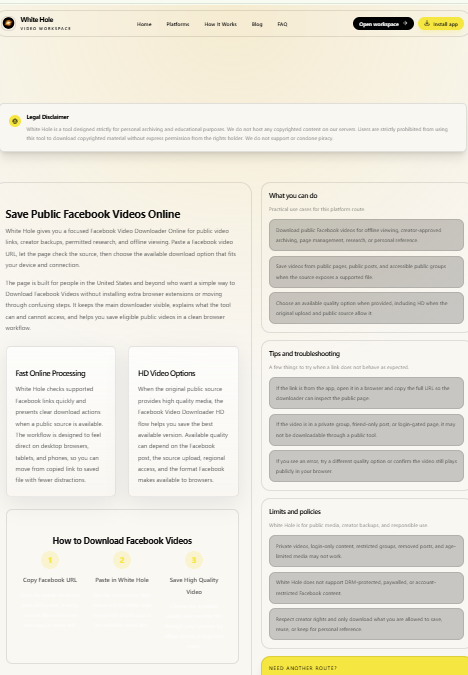 White Hole
VIDEO WORKSPACE
Home
Platforms
How It Works
Blog
FAQ
Open workspace
Install app
Legal Disclaimer
White Hole is a tool designed strictly for personal archiving and educational purposes. We do not host any copyrighted content on our servers. Users are strictly prohibited from using
this tool to download copyrighted material without express permission from the rights holder. We do not support or condone piracy.
Save Public Facebook Videos Online
White Hole gives you a focused Facebook Video Downloader Online for public video
links, creator backups, permitted research, and offline viewing. Paste a Facebook video
URL, let the page check the source, then choose the available download option that fits
your device and connection.
The page is built for people in the United States and beyond who want a simple way to
Download Facebook Videos without installing extra browser extensions or moving
through confusing steps. It keeps the main downloader visible, explains what the tool
can and cannot access, and helps you save eligible public videos in a clean browser
workflow.
Fast Online Processing
White Hole checks supported
Facebook links quickly and
presents clear download actions
when a public source is available.
The workflow is designed to feel
direct on desktop browsers,
tablets, and phones, so you can
move from copied link to saved
file with fewer distractions.
HD Video Options
When the original public source
provides high quality media, the
Facebook Video Downloader HD
flow helps you save the best
available version. Available quality
can depend on the Facebook
post, the source upload, regional
access, and the format Facebook
makes available to browsers.
How to Download Facebook Videos
1
2
3
Copy Facebook URL
Paste in White Hole
Save High Quality
Video
What you can do
Practical use cases for this platform route.
Download public Facebook videos for offline viewing, creator-approved
archiving, page management, research, or personal reference.
Save videos from public pages, public posts, and accessible public groups
when the source exposes a supported file.
Choose an available quality option when provided, including HD when the
original upload and public source allow it.
Tips and troubleshooting
A few things to try when a link does not behave as expected.
If the link is from the app, open it in a browser and copy the full URL so the
downloader can inspect the public page.
If the video is in a private group, friend-only post, or login-gated page, it may
not be downloadable through a public tool.
If you see an error, try a different quality option or confirm the video still plays
publicly in your browser.
Limits and policies
White Hole is for public media, creator backups, and responsible use.
Private videos, login-only content, restricted groups, removed posts, and age-
limited media may not work.
White Hole does not support DRM-protected, paywalled, or account-
restricted Facebook content.
Respect creator rights and only download what you are allowed to save,
reuse, or keep for personal reference.
NEED ANOTHER ROUTE?